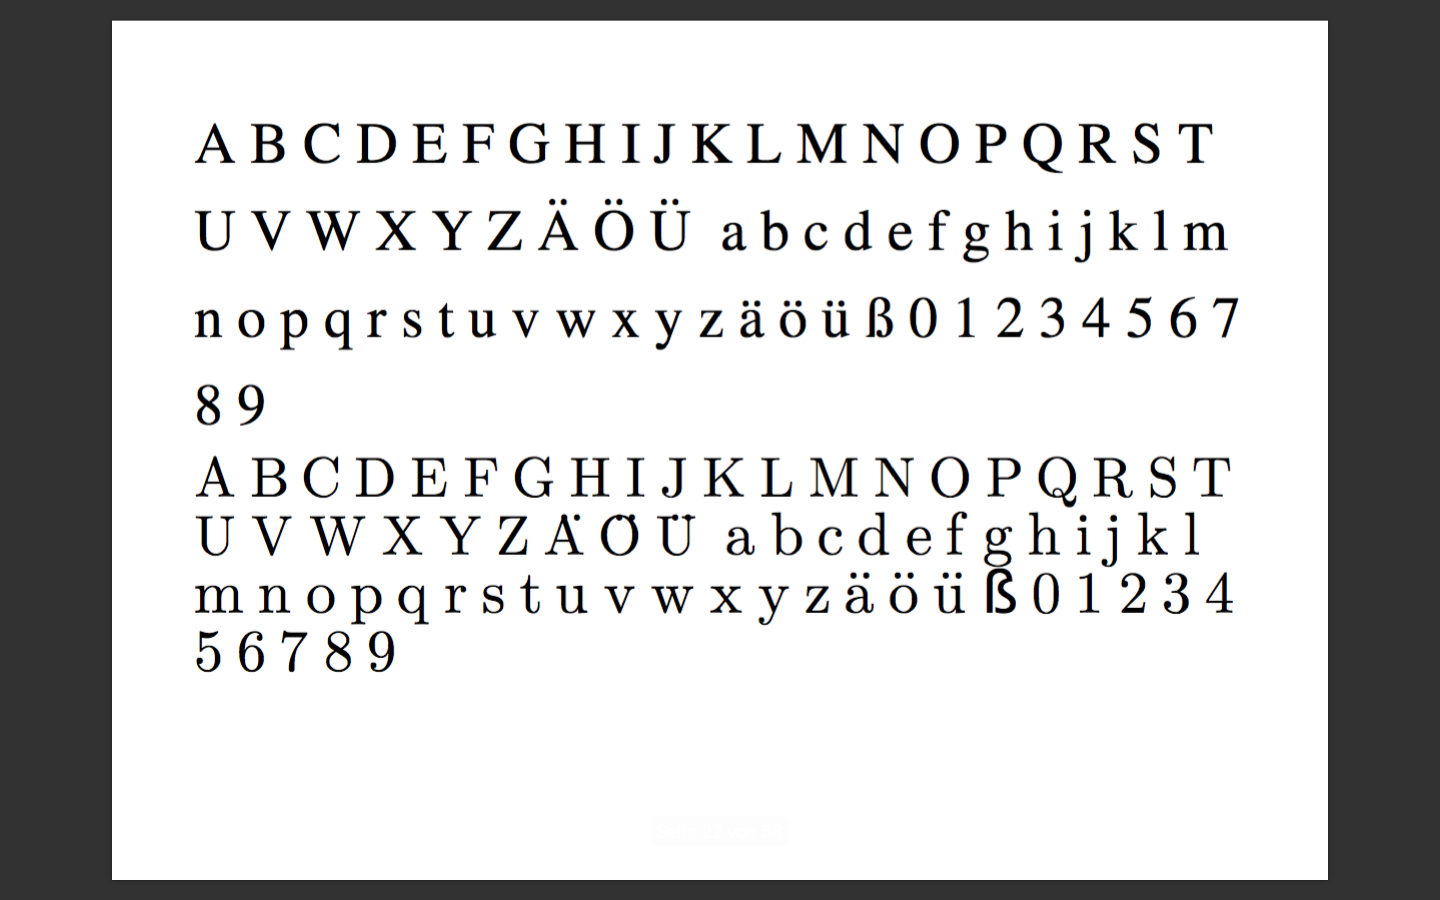 A B C D E F G H I J K L M N O P Q R S T
U V W X Y Z Ä Ö Ü a b c d e f g h i j k l m
n o p q r s t u v w x y z ä ö ü ß 0 1 2 3 4 5 6 7
8 9
A B C D E F G H I J K L M N O P Q R S T
U V W X Y Z Ä Ö Ü a b c d e f g h i j k l
m n o p q r s t u v w x y z ä ö ü ß 0 1 2 3 4
5 6 7 8 9